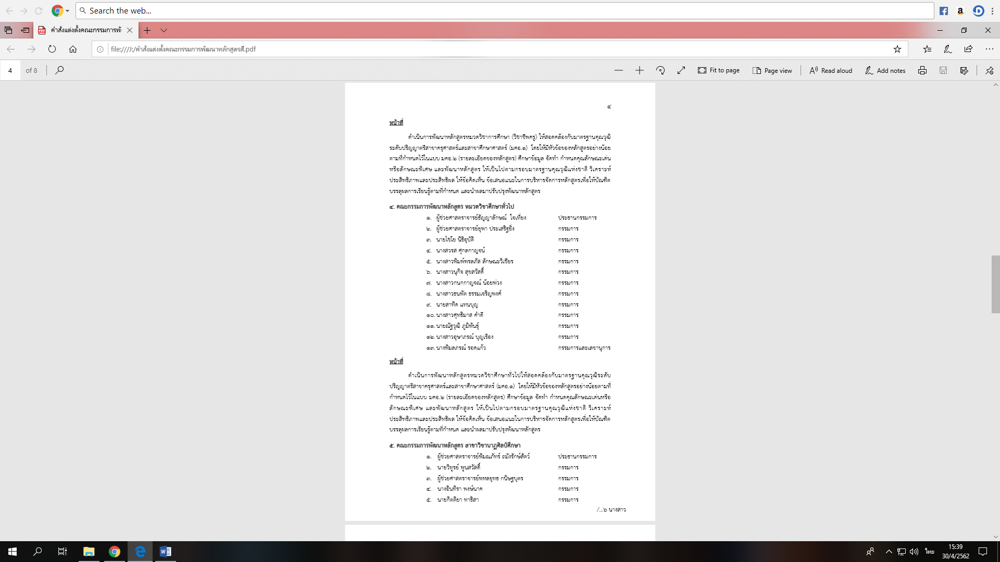 Search the web...
คำสั่งแต่งตั้งคณะกรรมการพั
file:///J:/คำสั่งแต่งตั้งคณะกรรมการพัฒนาหลักสูตรศึ.pdf
4 of 8 Fit to page Page view Read aloud Add notes
๔
หน้าที่
ดำเนินการพัฒนาหลักสูตรหมวดวิชาการศึกษา (วิชาชีพครู) ให้สอดคล้องกับมาตรฐานคุณวุฒิ
ระดับปริญญาตรีสาขาครุศาสตร์และสาขาศึกษาศาสตร์ (มคอ.๑) โดยให้มีหัวข้อของหลักสูตรอย่างน้อย
ตามที่กำหนดไว้ในแบบ มคอ.๒ (รายละเอียดของหลักสูตร) ศึกษาข้อมูล จัดทำ กำหนดคุณลักษณะเด่น
หรือลักษณะพิเศษ และพัฒนาหลักสูตร ให้เป็นไปตามกรอบมาตรฐานคุณวุฒิแห่งชาติ วิเคราะห์
ประสิทธิภาพและประสิทธิผล ให้ข้อคิดเห็น ข้อเสนอแนะในการบริหารจัดการหลักสูตรเพื่อให้บัณฑิต
บรรลุผลการเรียนรู้ตามที่กำหนด และนำผลมาปรับปรุงพัฒนาหลักสูตร
๔. คณะกรรมการพัฒนาหลักสูตร หมวดวิชาศึกษาทั่วไป
๑. ผู้ช่วยศาสตราจารย์ธัญญาลักษณ์ ใจเที่ยง ประธานกรรมการ
๒. ผู้ช่วยศาสตราจารย์ยุพา ประเสริฐยิ่ง กรรมการ
๓. นายไชโย นิธิอุบัติ กรรมการ
๔. นางสวรส ศุกลกาญจน์ กรรมการ
๕. นางสาวพิมพ์พรลภัส ลักษณะวิเชียร กรรมการ
๖. นางสาวนุกิจ สุขสวัสดิ์ กรรมการ
๗. นางสาวกนกกาญจณ์ น้อยพ่วง กรรมการ
๘. นางสาวธนพัต ธรรมเจริญพงศ์ กรรมการ
๙. นายสาทิด แทนบุญ กรรมการ
๑๐. นางสาวศุทธิมาส คำดี กรรมการ
๑๑. นายณัฐวุฒิ ภูมิพันธุ์ กรรมการ
๑๒. นางสาวอุษาภรณ์ บุญเรือง กรรมการ
๑๓. นางพิมลภรณ์ รอดแก้ว กรรมการและเลขานุการ
หน้าที่
ดำเนินการพัฒนาหลักสูตรหมวดวิชาศึกษาทั่วไปให้สอดคล้องกับมาตรฐานคุณวุฒิระดับ
ปริญญาตรีสาขาครุศาสตร์และสาขาศึกษาศาสตร์ (มคอ.๑) โดยให้มีหัวข้อของหลักสูตรอย่างน้อยตามที่
กำหนดไว้ในแบบ มคอ.๒ (รายละเอียดของหลักสูตร) ศึกษาข้อมูล จัดทำ กำหนดคุณลักษณะเด่นหรือ
ลักษณะพิเศษ และพัฒนาหลักสูตร ให้เป็นไปตามกรอบมาตรฐานคุณวุฒิแห่งชาติ วิเคราะห์
ประสิทธิภาพและประสิทธิผล ให้ข้อคิดเห็น ข้อเสนอแนะในการบริหารจัดการหลักสูตรเพื่อให้บัณฑิต
บรรลุผลการเรียนรู้ตามที่กำหนด และนำผลมาปรับปรุงพัฒนาหลักสูตร
๕. คณะกรรมการพัฒนาหลักสูตร สาขาวิชานาฏศิลป์ศึกษา
๑. ผู้ช่วยศาสตราจารย์พิมณภัทร์ ถมังรักษ์สัตว์ ประธานกรรมการ
๒. นายวิทูรย์ พูนสวัสดิ์ กรรมการ
๓. ผู้ช่วยศาสตราจารย์พหลยุทธ กนิษฐบุตร กรรมการ
๔. นางอินทิรา พงษ์นาค กรรมการ
๕. นายกิตติยา ทาธิสา กรรมการ
/...๖ นางสาว
ไทย
15:39
30/4/2562